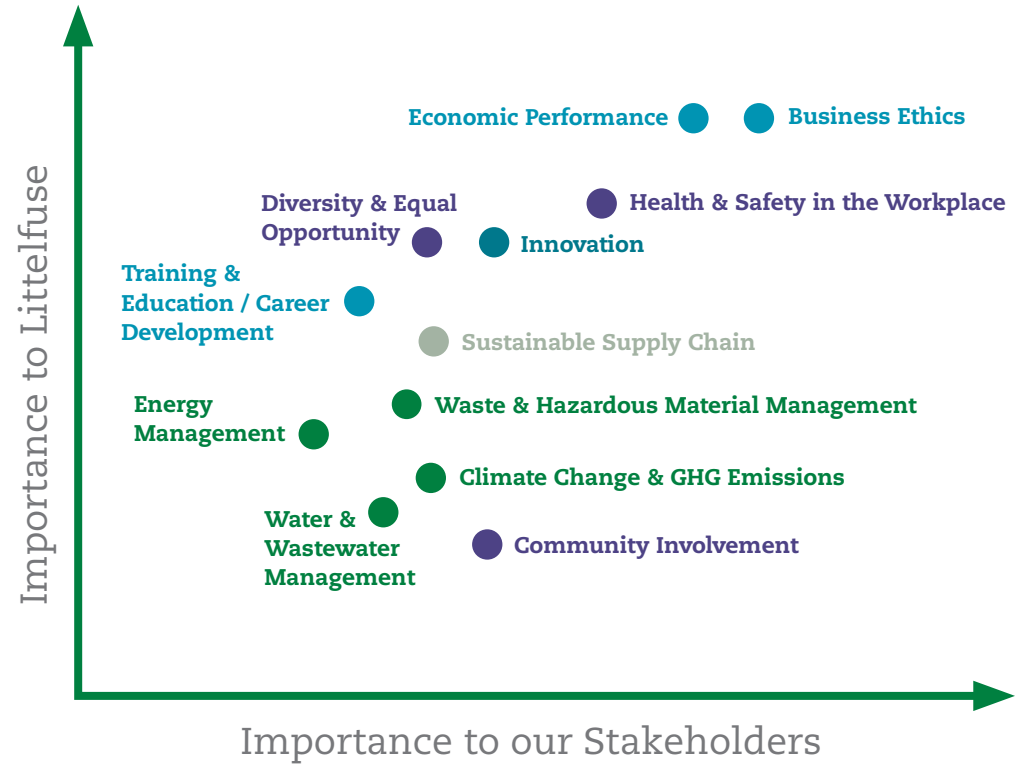 Economic Performance
Business Ethics
Diversity & Equal
Opportunity
Health & Safety in the Workplace
Innovation
Training &
Education / Career
Development
Sustainable Supply Chain
Energy
Management
Waste & Hazardous Material Management
Climate Change & GHG Emissions
Water &
Wastewater
Management
Community Involvement
Importance to Littelfuse
Importance to our Stakeholders